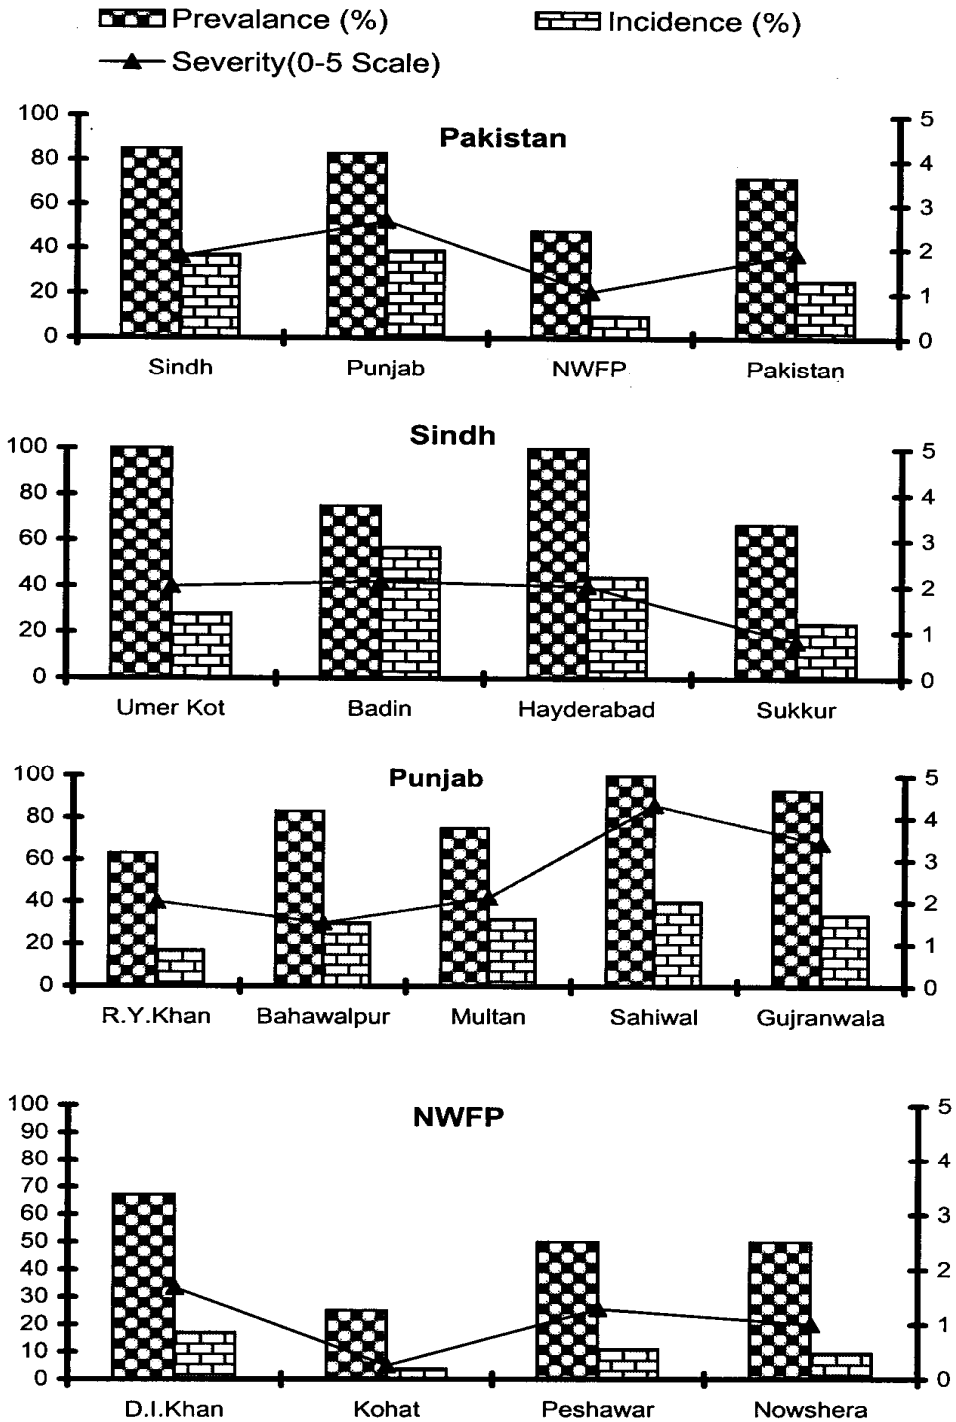 Prevalance (%) Incidence (%)
Severity(0-5 Scale)
Pakistan
100 5
80 4
60 3
40 2
20 1
0 0
Sindh Punjab NWFP Pakistan
Sindh
100 5
80 4
60 3
40 2
20 1
0 0
Umer Kot Badin Hayderabad Sukkur
Punjab
100 5
80 4
60 3
40 2
20 1
0 0
R.Y.Khan Bahawalpur Multan Sahiwal Gujranwala
NWFP
100 5
90
80 4
70
60 3
50
40 2
30
20 1
10
0 0
D.I.Khan Kohat Peshawar Nowshera